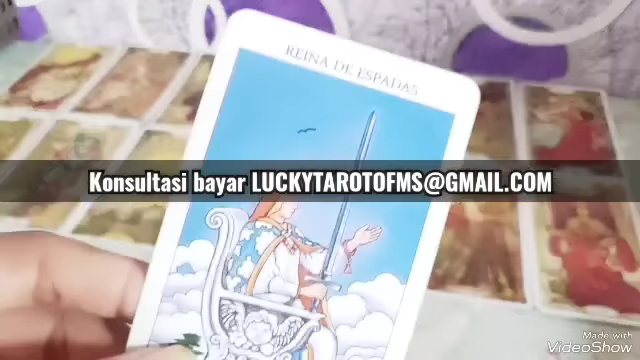 REINA DE ESPADAS
Konsultasi bayar LUCKYTAROTOFMS@GMAIL.COM
Made with
VideoShow